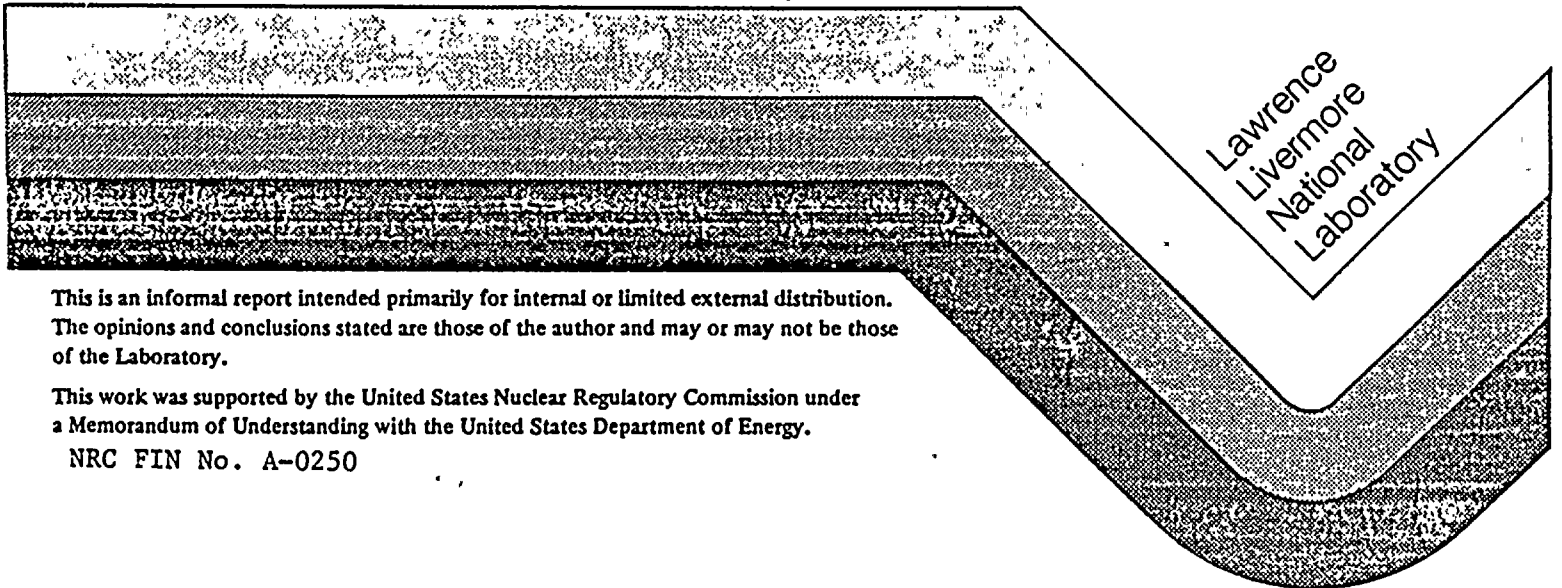 Lawrence
Livermore
National
Laboratory
This is an informal report intended primarily for internal or limited external distribution.
The opinions and conclusions stated are those of the author and may or may not be those
of the Laboratory.
This work was supported by the United States Nuclear Regulatory Commission under
a Memorandum of Understanding with the United States Department of Energy.
NRC FIN No. A-0250